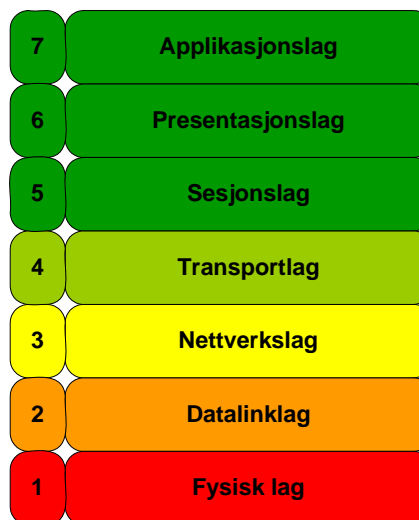 7 Applikasjonslag
6 Presentasjonslag
5 Sesjonslag
4 Transportlag
3 Nettverkslag
2 Datalinklag
1 Fysisk lag